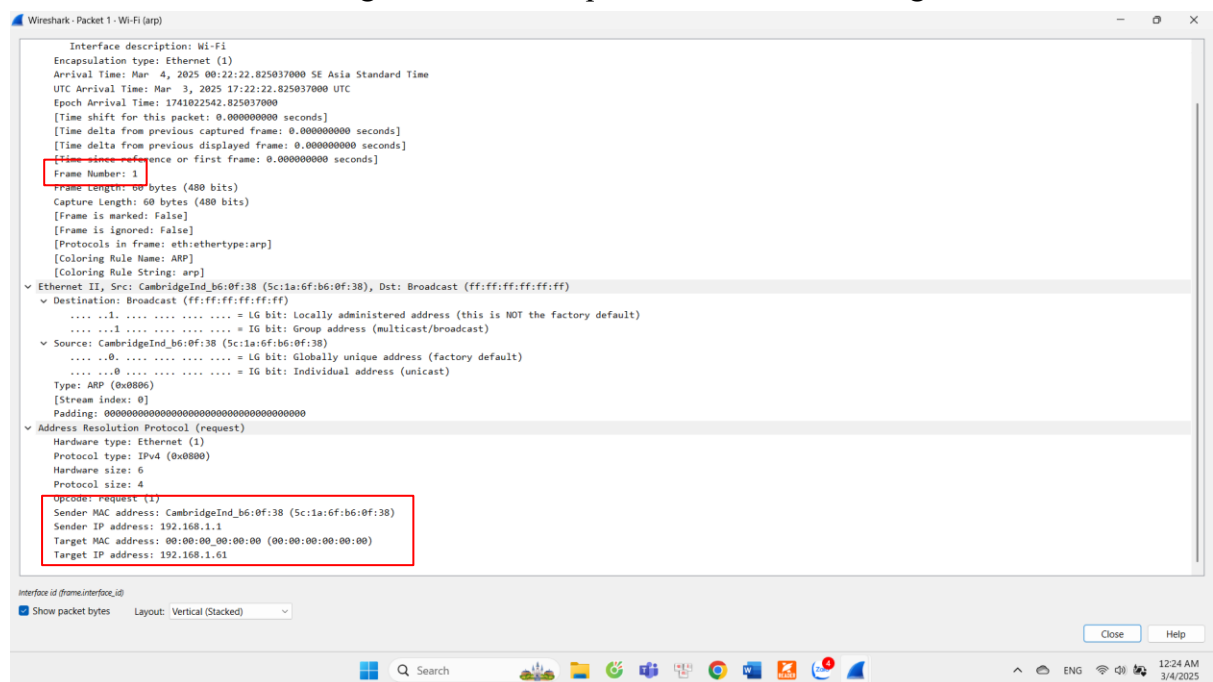 Wireshark · Packet 1 · Wi-Fi (arp)
Interface description: Wi-Fi
Encapsulation type: Ethernet (1)
Arrival Time: Mar  4, 2025 00:22:22.825037000 SE Asia Standard Time
UTC Arrival Time: Mar  3, 2025 17:22:22.825037000 UTC
Epoch Arrival Time: 1741022542.825037000
[Time shift for this packet: 0.000000000 seconds]
[Time delta from previous captured frame: 0.000000000 seconds]
[Time delta from previous displayed frame: 0.000000000 seconds]
[Time since reference or first frame: 0.000000000 seconds]
Frame Number: 1
Frame Length: 60 bytes (480 bits)
Capture Length: 60 bytes (480 bits)
[Frame is marked: False]
[Frame is ignored: False]
[Protocols in frame: eth:ethertype:arp]
[Coloring Rule Name: ARP]
[Coloring Rule String: arp]
Ethernet II, Src: CambridgeInd_b6:0f:38 (5c:1a:6f:b6:0f:38), Dst: Broadcast (ff:ff:ff:ff:ff:ff)
Destination: Broadcast (ff:ff:ff:ff:ff:ff)
.... ..1. .... .... .... .... = LG bit: Locally administered address (this is NOT the factory default)
.... ...1 .... .... .... .... = IG bit: Group address (multicast/broadcast)
Source: CambridgeInd_b6:0f:38 (5c:1a:6f:b6:0f:38)
.... ..0. .... .... .... .... = LG bit: Globally unique address (factory default)
.... ...0 .... .... .... .... = IG bit: Individual address (unicast)
Type: ARP (0x0806)
[Stream index: 0]
Padding: 000000000000000000000000000000000000
Address Resolution Protocol (request)
Hardware type: Ethernet (1)
Protocol type: IPv4 (0x0800)
Hardware size: 6
Protocol size: 4
Opcode: request (1)
Sender MAC address: CambridgeInd_b6:0f:38 (5c:1a:6f:b6:0f:38)
Sender IP address: 192.168.1.1
Target MAC address: 00:00:00_00:00:00 (00:00:00:00:00:00)
Target IP address: 192.168.1.61
Interface id (frame.interface_id)
Show packet bytes Layout: Vertical (Stacked)
Close Help
Search ENG 12:24 AM
3/4/2025